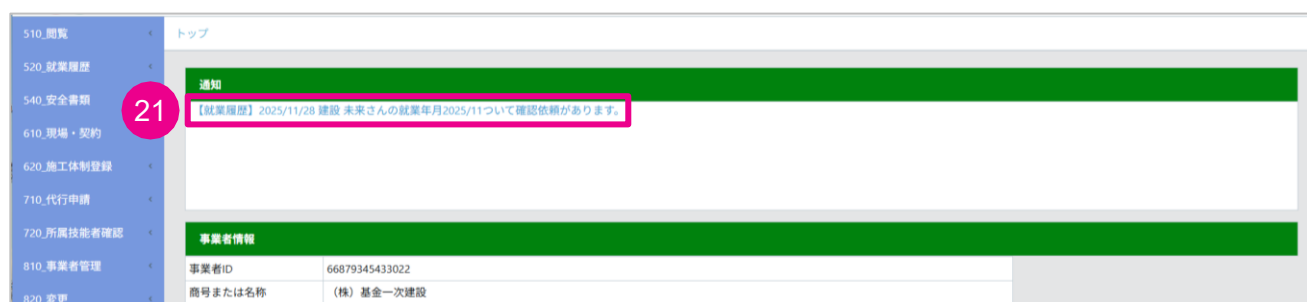 510_閲覧
トップ
520_就業履歴
通知
540_安全書類
21
【就業履歴】2025/11/28 建設 未来さんの就業年月2025/11ついて確認依頼があります。
610_現場・契約
620_施工体制登録
710_代行申請
720_所属技能者確認
事業者情報
810_事業者管理
事業者ID 66879345433022
820_変更
商号または名称 （株）基金一次建設